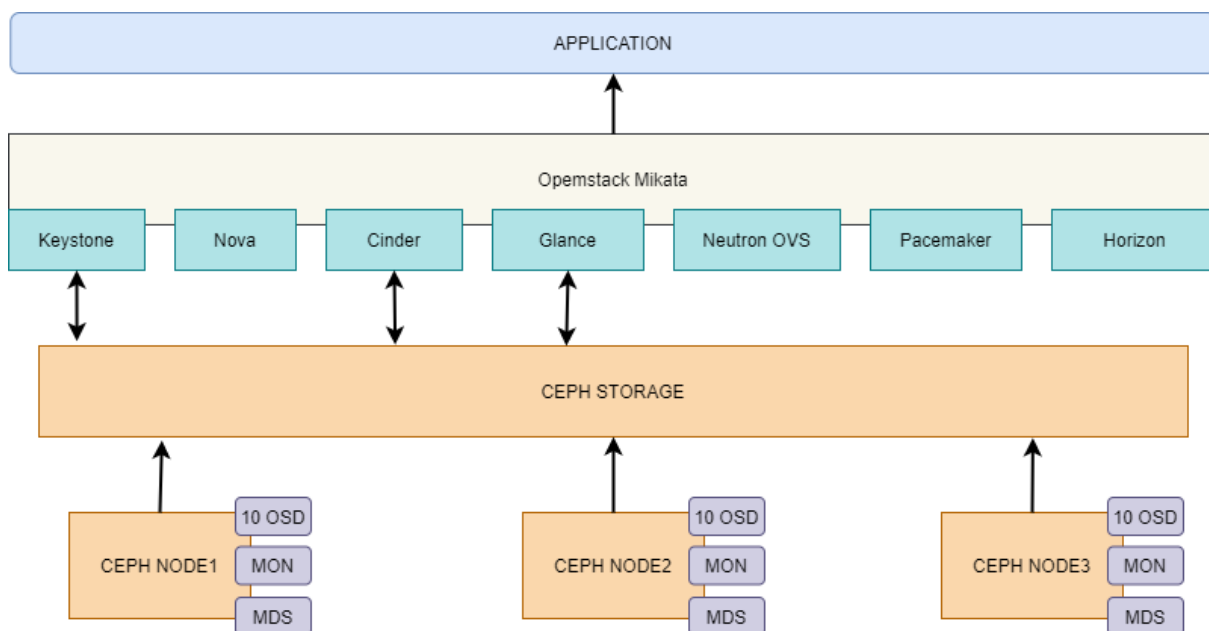 APPLICATION
Opemstack Mikata
Keystone
Nova
Cinder
Glance
Neutron OVS
Pacemaker
Horizon
CEPH STORAGE
CEPH NODE1
10 OSD
MON
MDS
CEPH NODE2
10 OSD
MON
MDS
CEPH NODE3
10 OSD
MON
MDS